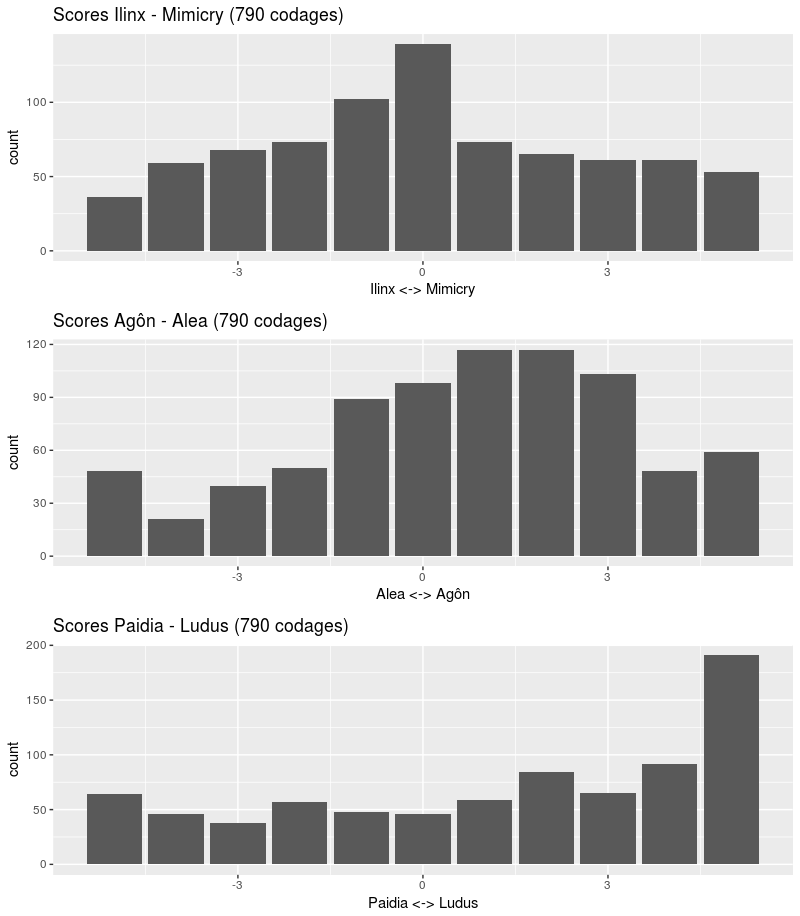 Scores Ilinx - Mimicry (790 codages)
100
50
0
count
-3 0 3
Ilinx <-> Mimicry
Scores Agôn - Alea (790 codages)
120
90
60
30
0
count
-3 0 3
Alea <-> Agôn
Scores Paidia - Ludus (790 codages)
200
150
100
50
0
count
-3 0 3
Paidia <-> Ludus